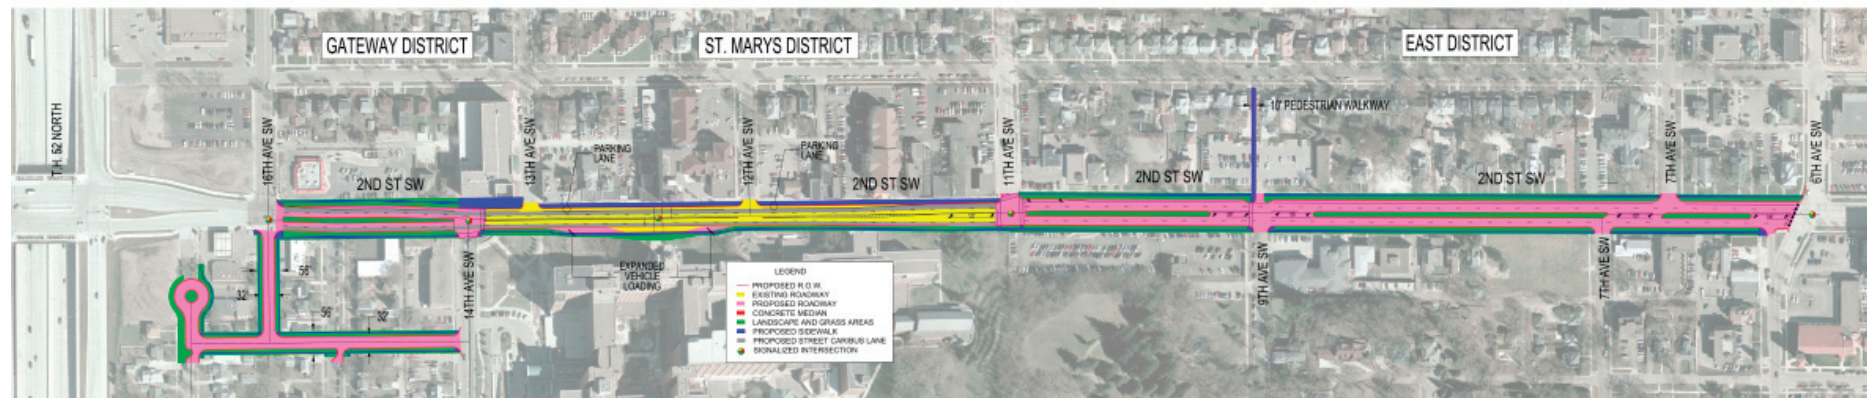 GATEWAY DISTRICT
ST. MARYS DISTRICT
EAST DISTRICT
T.H. 52 NORTH
16TH AVE SW
2ND ST SW
13TH AVE SW
PARKING
LANE
12TH AVE SW
PARKING
LANE
2ND ST SW
11TH AVE SW
2ND ST SW
10' PEDESTRIAN WALKWAY
2ND ST SW
7TH AVE SW
6TH AVE SW
56'
32'
56'
32'
14TH AVE SW
EXPANDED
VEHICLE
LOADING
9TH AVE SW
7TH AVE SW
LEGEND
PROPOSED R.O.W.
EXISTING ROADWAY
PROPOSED ROADWAY
CONCRETE MEDIAN
LANDSCAPE AND GRASS AREAS
PROPOSED SIDEWALK
PROPOSED STREET CAR/BUS LANE
SIGNALIZED INTERSECTION